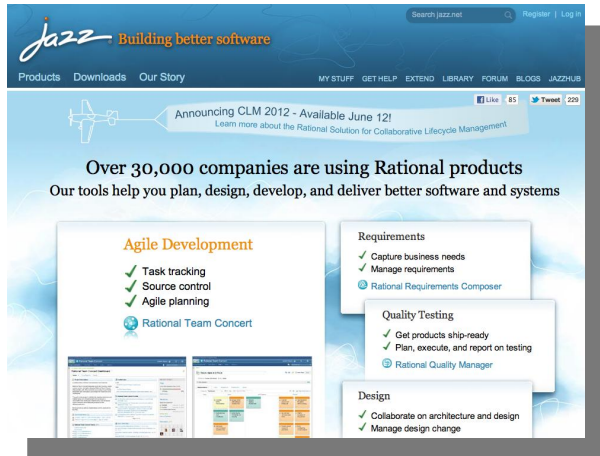 Search jazz.net
Register | Log in
jazz Building better software
Products Downloads Our Story
MY STUFF GET HELP EXTEND LIBRARY FORUM BLOGS JAZZHUB
Like 85 Tweet 229
Announcing CLM 2012 - Available June 12!
Learn more about the Rational Solution for Collaborative Lifecycle Management
Over 30,000 companies are using Rational products
Our tools help you plan, design, develop, and deliver better software and systems
Agile Development
Task tracking
Source control
Agile planning
Rational Team Concert
Requirements
Capture business needs
Manage requirements
Rational Requirements Composer
Quality Testing
Get products ship-ready
Plan, execute, and report on testing
Rational Quality Manager
Design
Collaborate on architecture and design
Manage design change